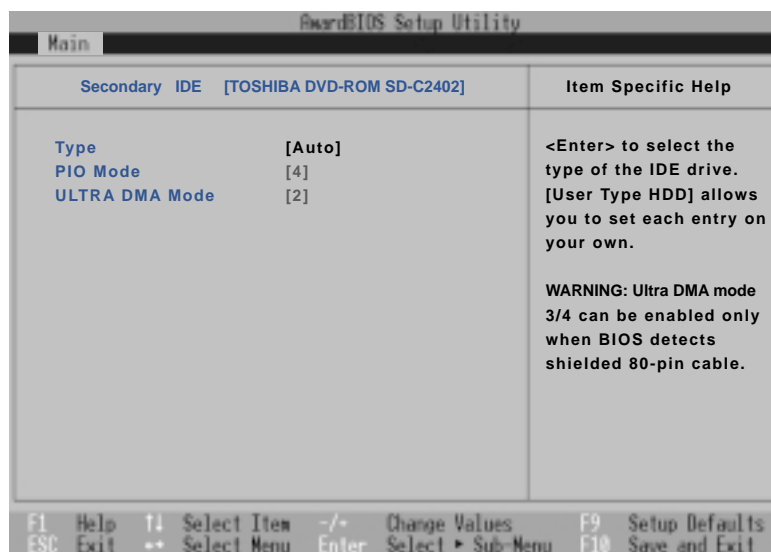 AwardBIOS Setup Utility
Main
Secondary IDE [TOSHIBA DVD-ROM SD-C2402]
Item Specific Help
Type [Auto]
PIO Mode [4]
ULTRA DMA Mode [2]
<Enter> to select the
type of the IDE drive.
[User Type HDD] allows
you to set each entry on
your own.
WARNING: Ultra DMA mode
3/4 can be enabled only
when BIOS detects
shielded 80-pin cable.
F1 Help ↑↓ Select Item -/+ Change Values F9 Setup Defaults
ESC Exit ←→ Select Menu Enter Select ► Sub-Menu F10 Save and Exit